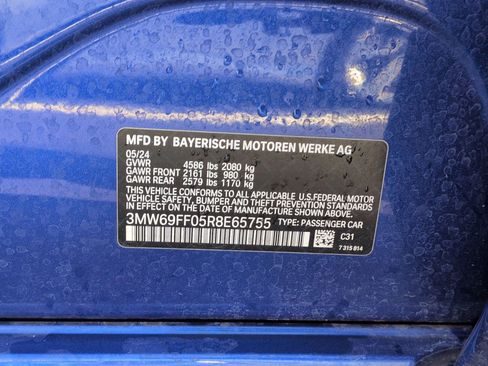 MFD BY BAYERISCHE MOTOREN WERKE AG
05/24
GVWR 4586 lbs 2080 kg
GAWR FRONT 2161 lbs 980 kg
GAWR REAR 2579 lbs 1170 kg
THIS VEHICLE CONFORMS TO ALL APPLICABLE U.S.FEDERAL MOTOR
VEHICLE SAFETY, BUMPER, AND THEFT PREVENTION STANDARDS
IN EFFECT ON THE DATE OF MANUFACTURE SHOWN ABOVE.
3MW69FF05R8E65755 TYPE: PASSENGER CAR
C31
7 315 814